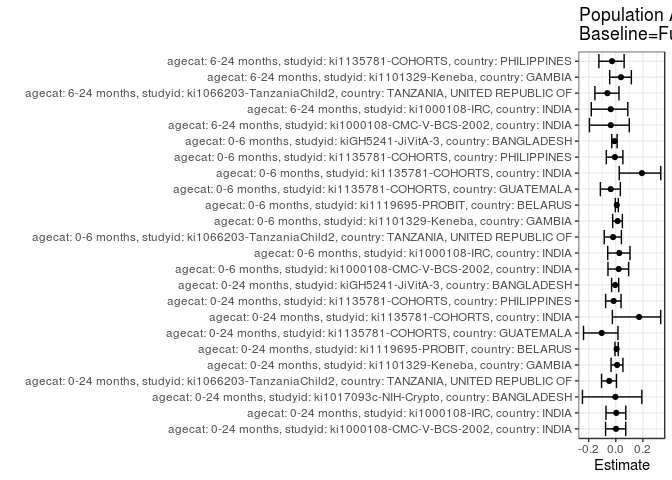 Population
Baseline=Fu
agecat: 6-24 months, studyid: ki1135781-COHORTS, country: PHILIPPINES
agecat: 6-24 months, studyid: ki1101329-Keneba, country: GAMBIA
agecat: 6-24 months, studyid: ki1066203-TanzaniaChild2, country: TANZANIA, UNITED REPUBLIC OF
agecat: 6-24 months, studyid: ki1000108-IRC, country: INDIA
agecat: 6-24 months, studyid: ki1000108-CMC-V-BCS-2002, country: INDIA
agecat: 0-6 months, studyid: kiGH5241-JiVitA-3, country: BANGLADESH
agecat: 0-6 months, studyid: ki1135781-COHORTS, country: PHILIPPINES
agecat: 0-6 months, studyid: ki1135781-COHORTS, country: INDIA
agecat: 0-6 months, studyid: ki1135781-COHORTS, country: GUATEMALA
agecat: 0-6 months, studyid: ki1119695-PROBIT, country: BELARUS
agecat: 0-6 months, studyid: ki1101329-Keneba, country: GAMBIA
agecat: 0-6 months, studyid: ki1066203-TanzaniaChild2, country: TANZANIA, UNITED REPUBLIC OF
agecat: 0-6 months, studyid: ki1000108-IRC, country: INDIA
agecat: 0-6 months, studyid: ki1000108-CMC-V-BCS-2002, country: INDIA
agecat: 0-24 months, studyid: kiGH5241-JiVitA-3, country: BANGLADESH
agecat: 0-24 months, studyid: ki1135781-COHORTS, country: PHILIPPINES
agecat: 0-24 months, studyid: ki1135781-COHORTS, country: INDIA
agecat: 0-24 months, studyid: ki1135781-COHORTS, country: GUATEMALA
agecat: 0-24 months, studyid: ki1119695-PROBIT, country: BELARUS
agecat: 0-24 months, studyid: ki1101329-Keneba, country: GAMBIA
agecat: 0-24 months, studyid: ki1066203-TanzaniaChild2, country: TANZANIA, UNITED REPUBLIC OF
agecat: 0-24 months, studyid: ki1017093c-NIH-Crypto, country: BANGLADESH
agecat: 0-24 months, studyid: ki1000108-IRC, country: INDIA
agecat: 0-24 months, studyid: ki1000108-CMC-V-BCS-2002, country: INDIA
-0.2 0.0 0.2
Estimate